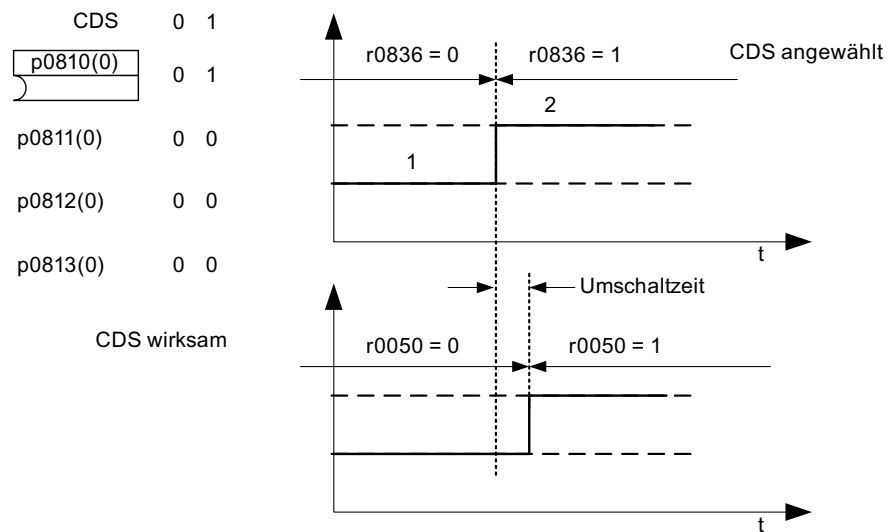 CDS 0 1
p0810(0) 0 1
p0811(0) 0 0
p0812(0) 0 0
p0813(0) 0 0
r0836 = 0 r0836 = 1 CDS angewählt
2
1
t
Umschaltzeit
CDS wirksam
r0050 = 0 r0050 = 1
t